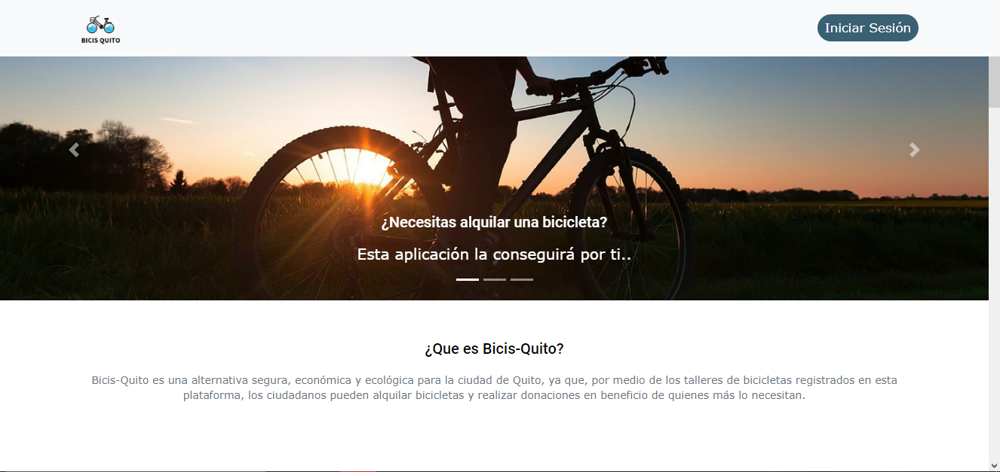 BICIS QUITO
Iniciar Sesión
¿Necesitas alquilar una bicicleta?
Esta aplicación la conseguirá por ti..
¿Que es Bicis-Quito?
Bicis-Quito es una alternativa segura, económica y ecológica para la ciudad de Quito, ya que, por medio de los talleres de bicicletas registrados en esta
plataforma, los ciudadanos pueden alquilar bicicletas y realizar donaciones en beneficio de quienes más lo necesitan.